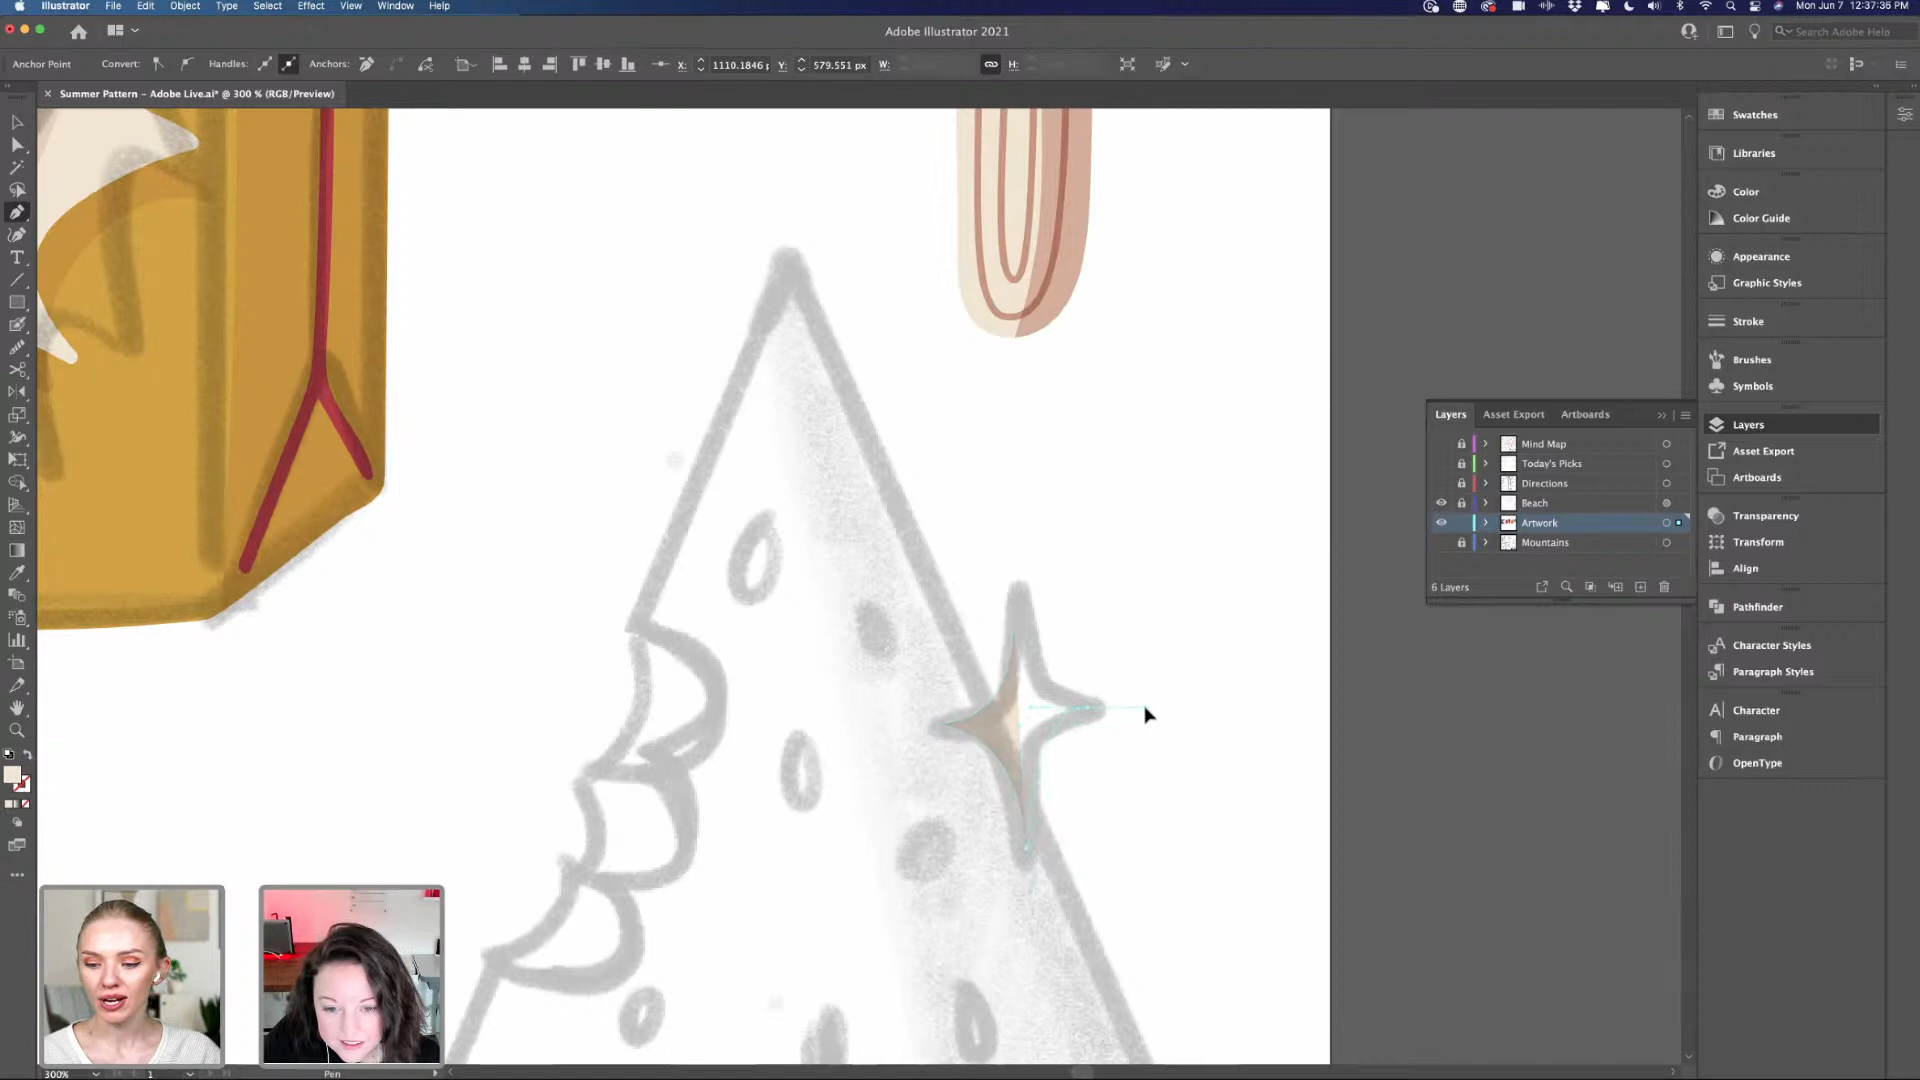 Illustrator File Edit Object Type Select Effect View Window Help
Mon Jun 7 12:37:36 PM
Adobe Illustrator 2021
Search Adobe Help
Anchor Point Convert: Handles: Anchors: X: 1110.1846 p Y: 579.551 px W: H:
Summer Pattern – Adobe Live.ai* @ 300 % (RGB/Preview)
Swatches
Libraries
Color
Color Guide
Appearance
Graphic Styles
Stroke
Brushes
Symbols
Layers
Asset Export
Artboards
Transparency
Transform
Align
Pathfinder
Character Styles
Paragraph Styles
Character
Paragraph
OpenType
Layers Asset Export Artboards
Mind Map
Today's Picks
Directions
Beach
Artwork
Mountains
6 Layers
300% 1 Pen